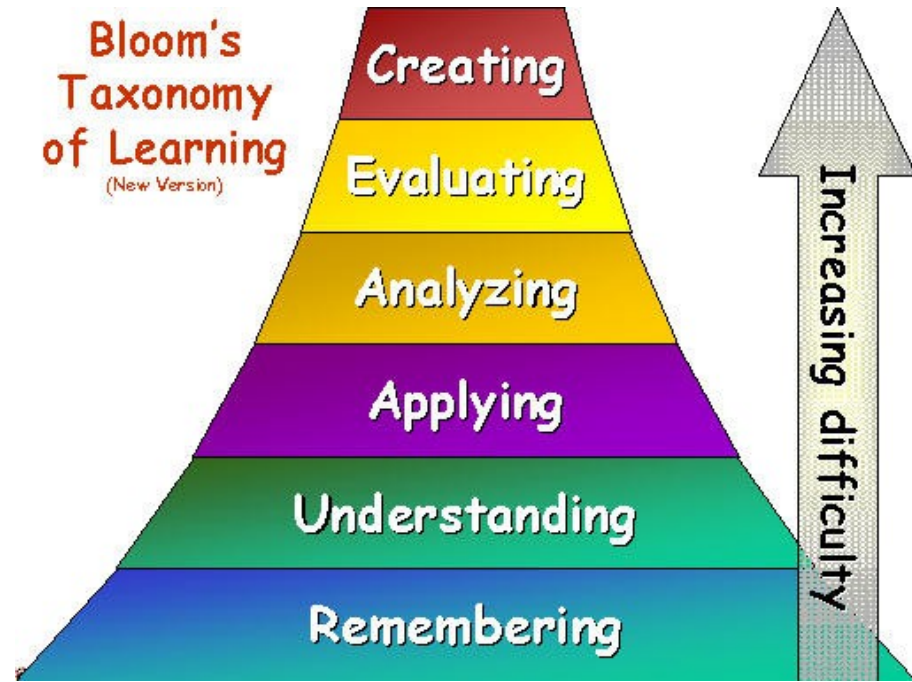 Bloom's
Taxonomy
of Learning
(New Version)
Creating
Evaluating
Analyzing
Applying
Understanding
Remembering
Increasing difficulty